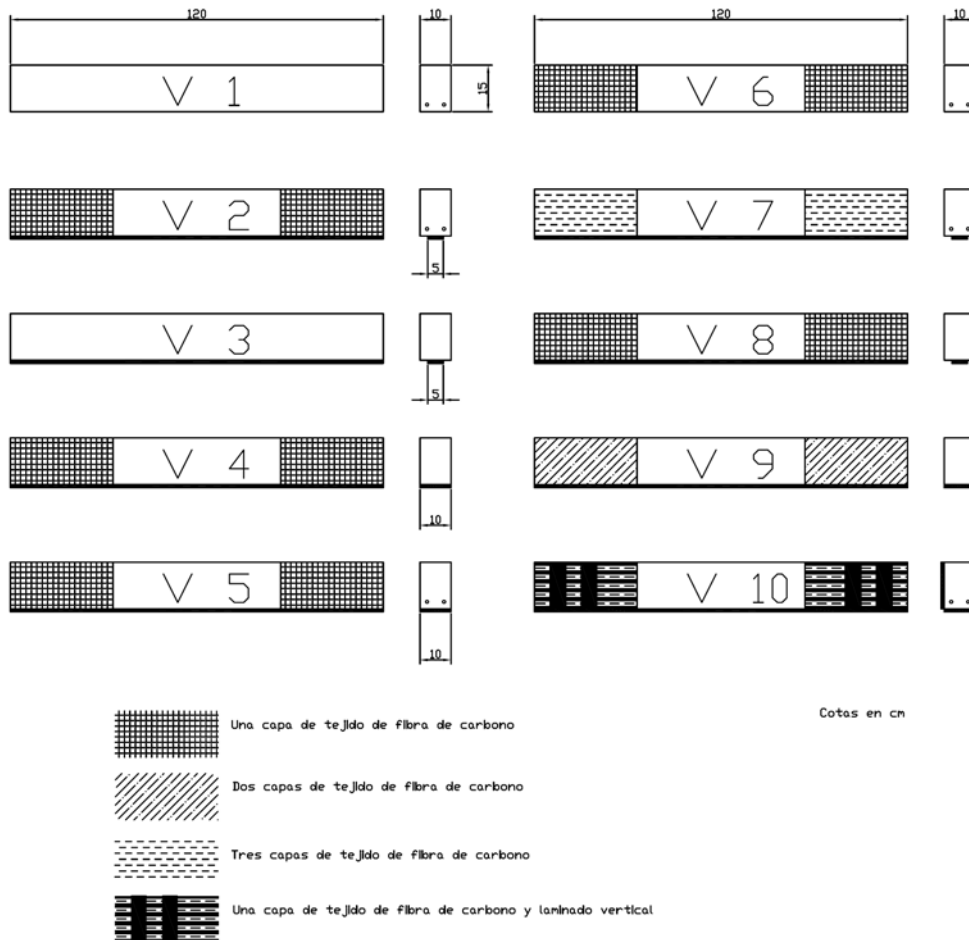 120
10
120
10
V 1
15
V 6
V 2
5
V 7
V 3
5
V 8
V 4
10
V 9
V 5
10
V 10
Una capa de tejido de fibra de carbono
Cotas en cm
Dos capas de tejido de fibra de carbono
Tres capas de tejido de fibra de carbono
Una capa de tejido de fibra de carbono y laminado vertical